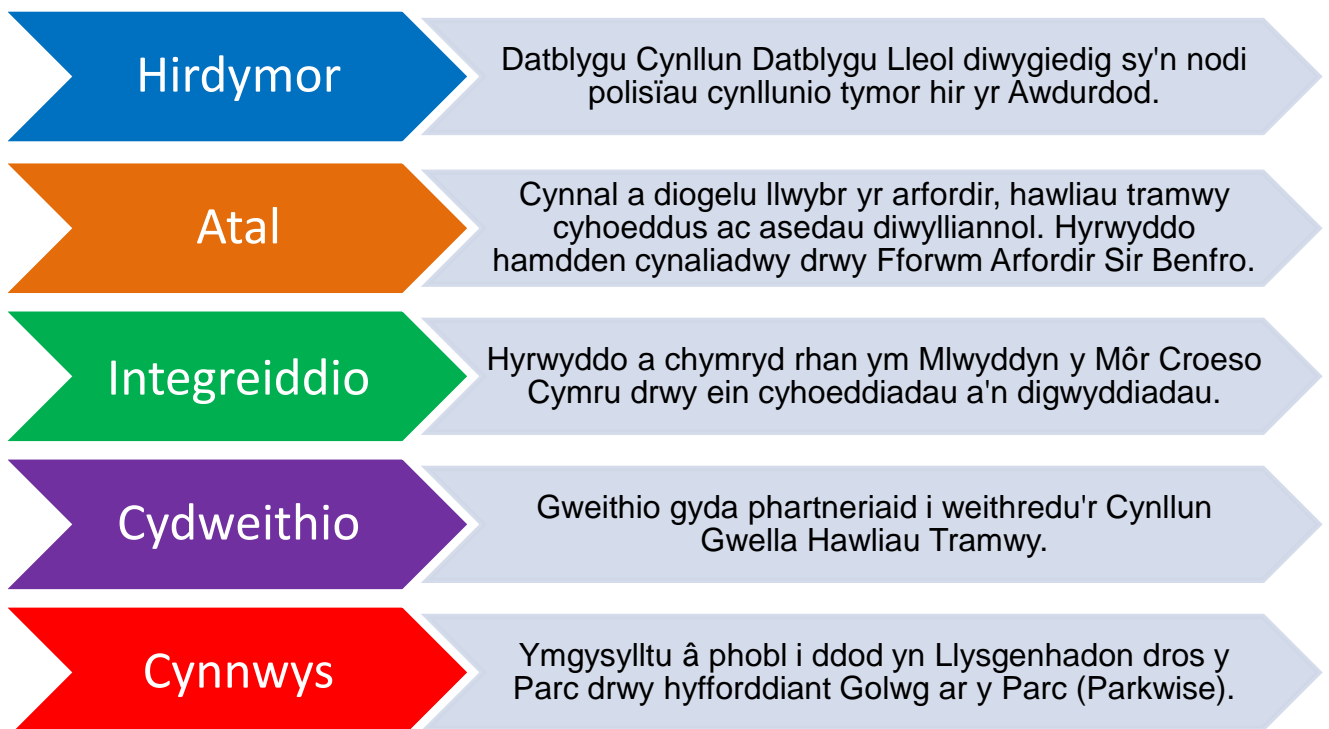 Hirdymor
Datblygu Cynllun Datblygu Lleol diwygiedig sy'n nodi
polisïau cynllunio tymor hir yr Awdurdod.
Atal
Cynnal a diogelu llwybr yr arfordir, hawliau tramwy
cyhoeddus ac asedau diwylliannol. Hyrwyddo
hamdden cynaliadwy drwy Fforwm Arfordir Sir Benfro.
Integreiddio
Hyrwyddo a chymryd rhan ym Mlwyddyn y Môr Croeso
Cymru drwy ein cyhoeddiadau a'n digwyddiadau.
Cydweithio
Gweithio gyda phartneriaid i weithredu'r Cynllun
Gwella Hawliau Tramwy.
Cynnwys
Ymgysylltu â phobl i ddod yn Llysgenhadon dros y
Parc drwy hyfforddiant Golwg ar y Parc (Parkwise).